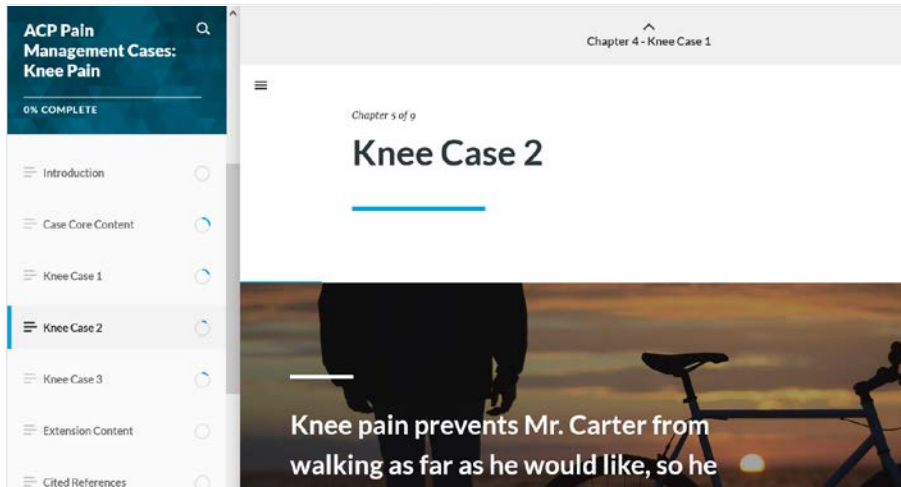 ACP Pain
Management Cases:
Knee Pain
0% COMPLETE
Introduction
Case Core Content
Knee Case 1
Knee Case 2
Knee Case 3
Extension Content
Cited References
Chapter 4 - Knee Case 1
Chapter 5 of 9
Knee Case 2
Knee pain prevents Mr. Carter from
walking as far as he would like, so he